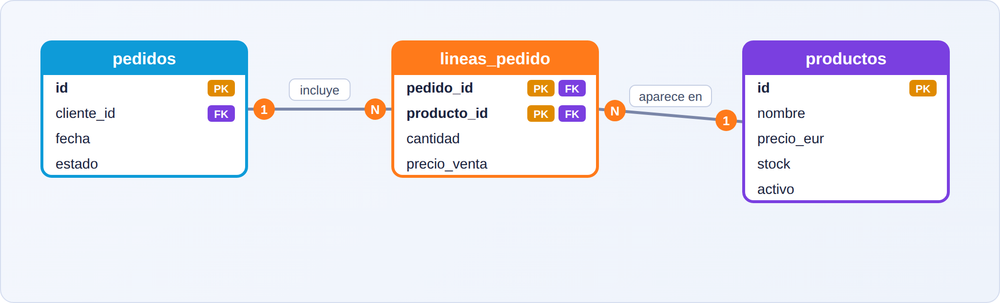 pedidos
id PK
cliente_id FK
fecha
estado
1 incluye N
lineas_pedido
pedido_id PK FK
producto_id PK FK
cantidad
precio_venta
N aparece en 1
productos
id PK
nombre
precio_eur
stock
activo